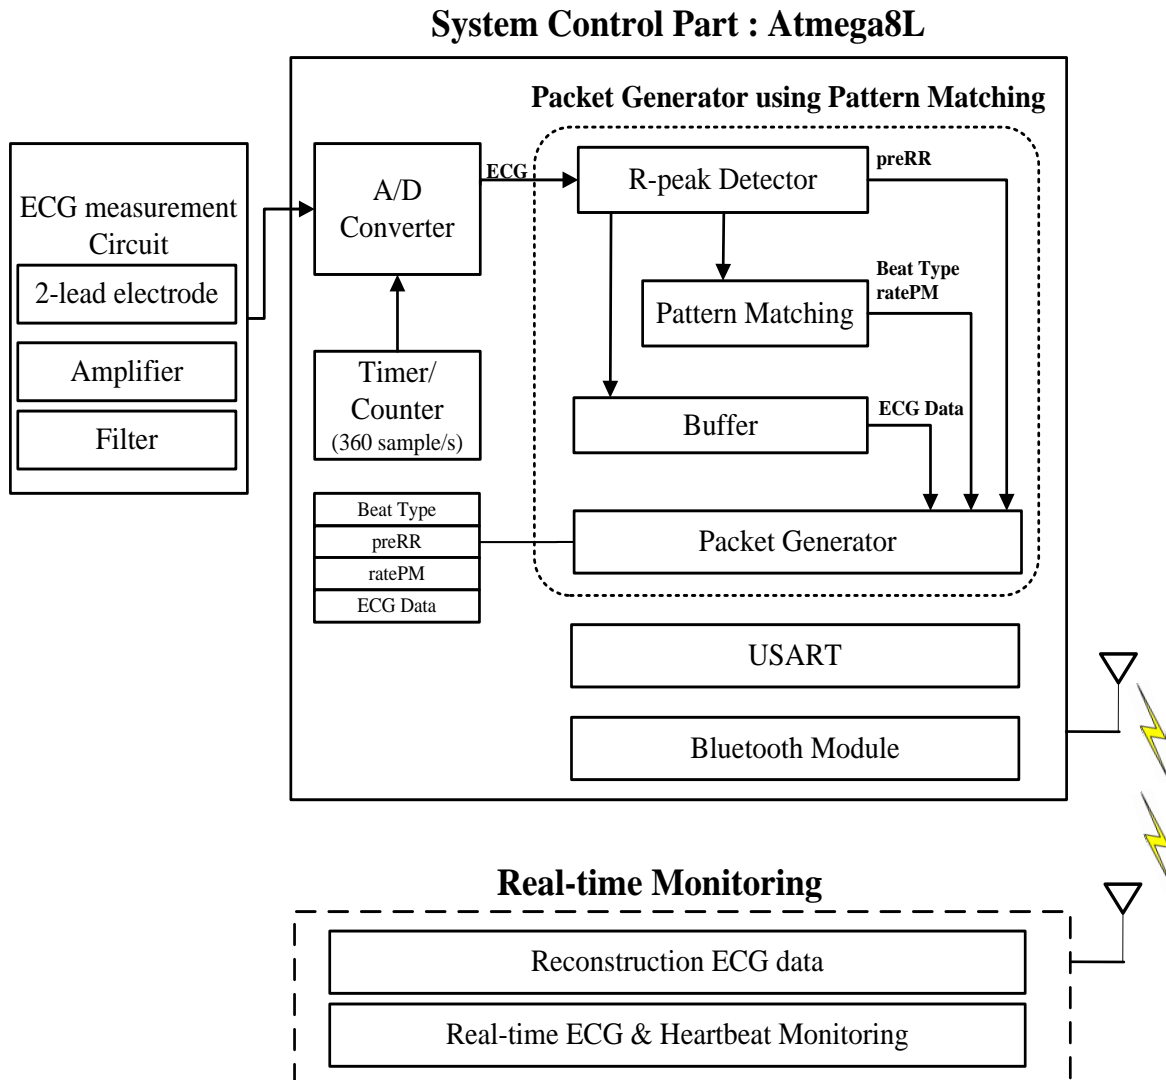 System Control Part : Atmega8L
Packet Generator using Pattern Matching
ECG measurement
Circuit
2-lead electrode
Amplifier
Filter
A/D
Converter
ECG
Timer/
Counter
(360 sample/s)
R-peak Detector
preRR
Pattern Matching
Beat Type
ratePM
Buffer
ECG Data
Packet Generator
Beat Type
preRR
ratePM
ECG Data
USART
Bluetooth Module
Real-time Monitoring
Reconstruction ECG data
Real-time ECG & Heartbeat Monitoring